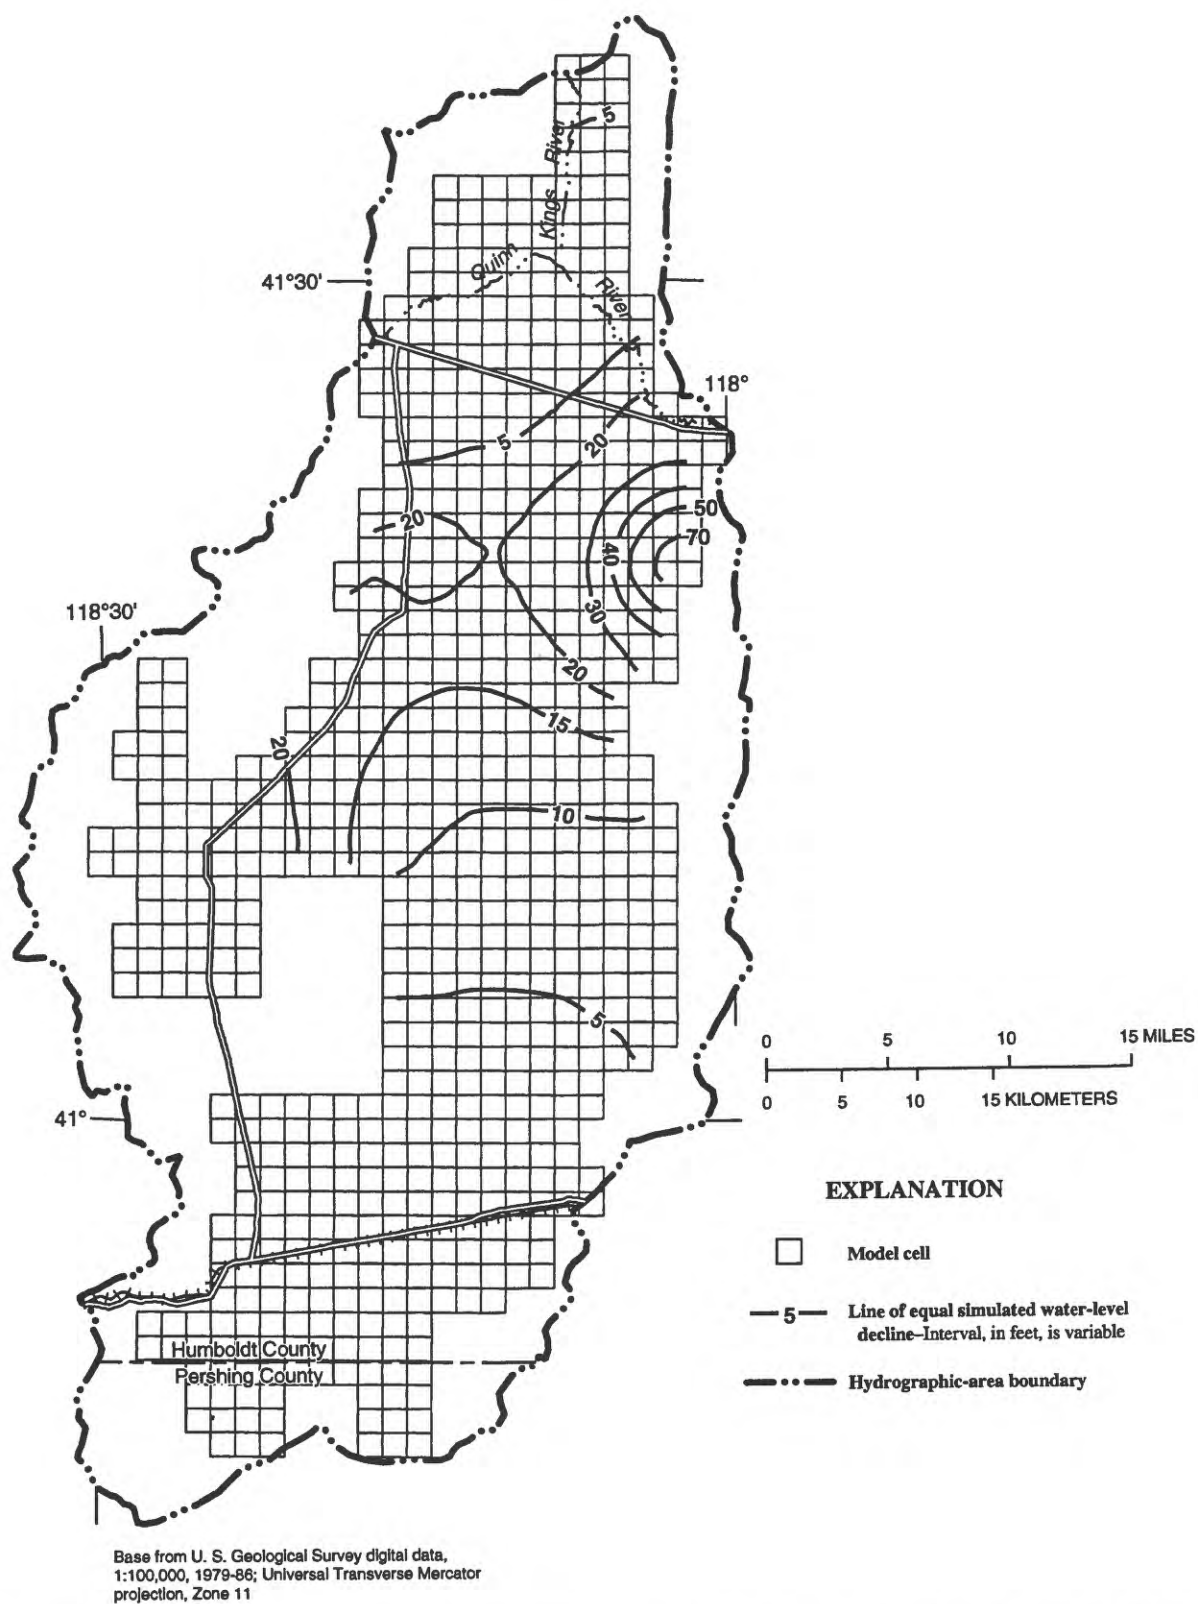 5
Kings River
Quinn
River
41°30'
118°
5
20
50
20
70
40
30
118°30'
20
15
20
10
5
0 5 10 15 MILES
0 5 10 15 KILOMETERS
41°
EXPLANATION
Model cell
5 Line of equal simulated water-level
decline–Interval, in feet, is variable
Humboldt County
Pershing County
Hydrographic-area boundary
Base from U. S. Geological Survey digital data,
1:100,000, 1979-86; Universal Transverse Mercator
projection, Zone 11